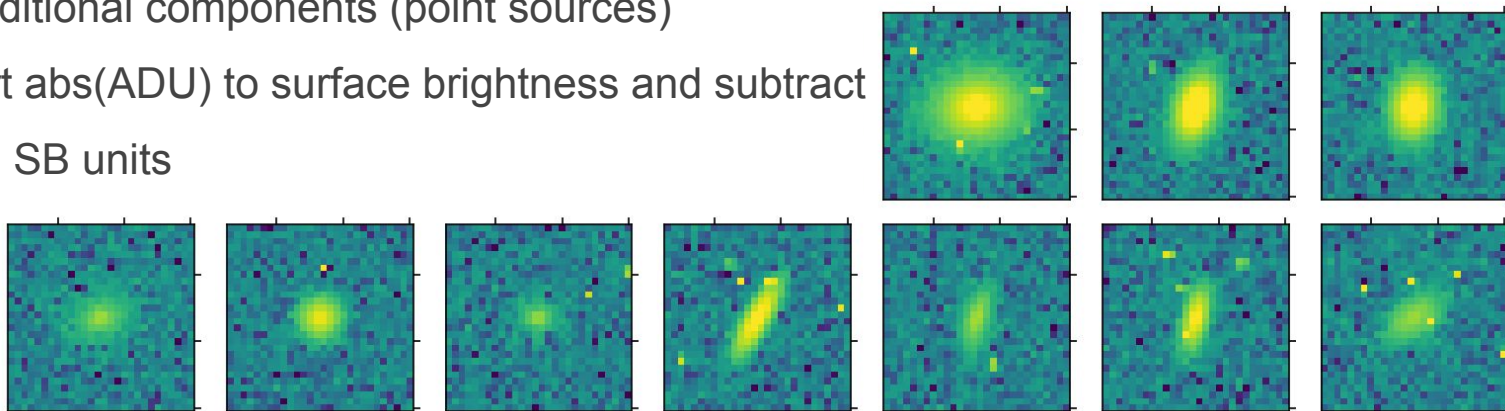 ditional components (point sources)
t abs(ADU) to surface brightness and subtract
SB units